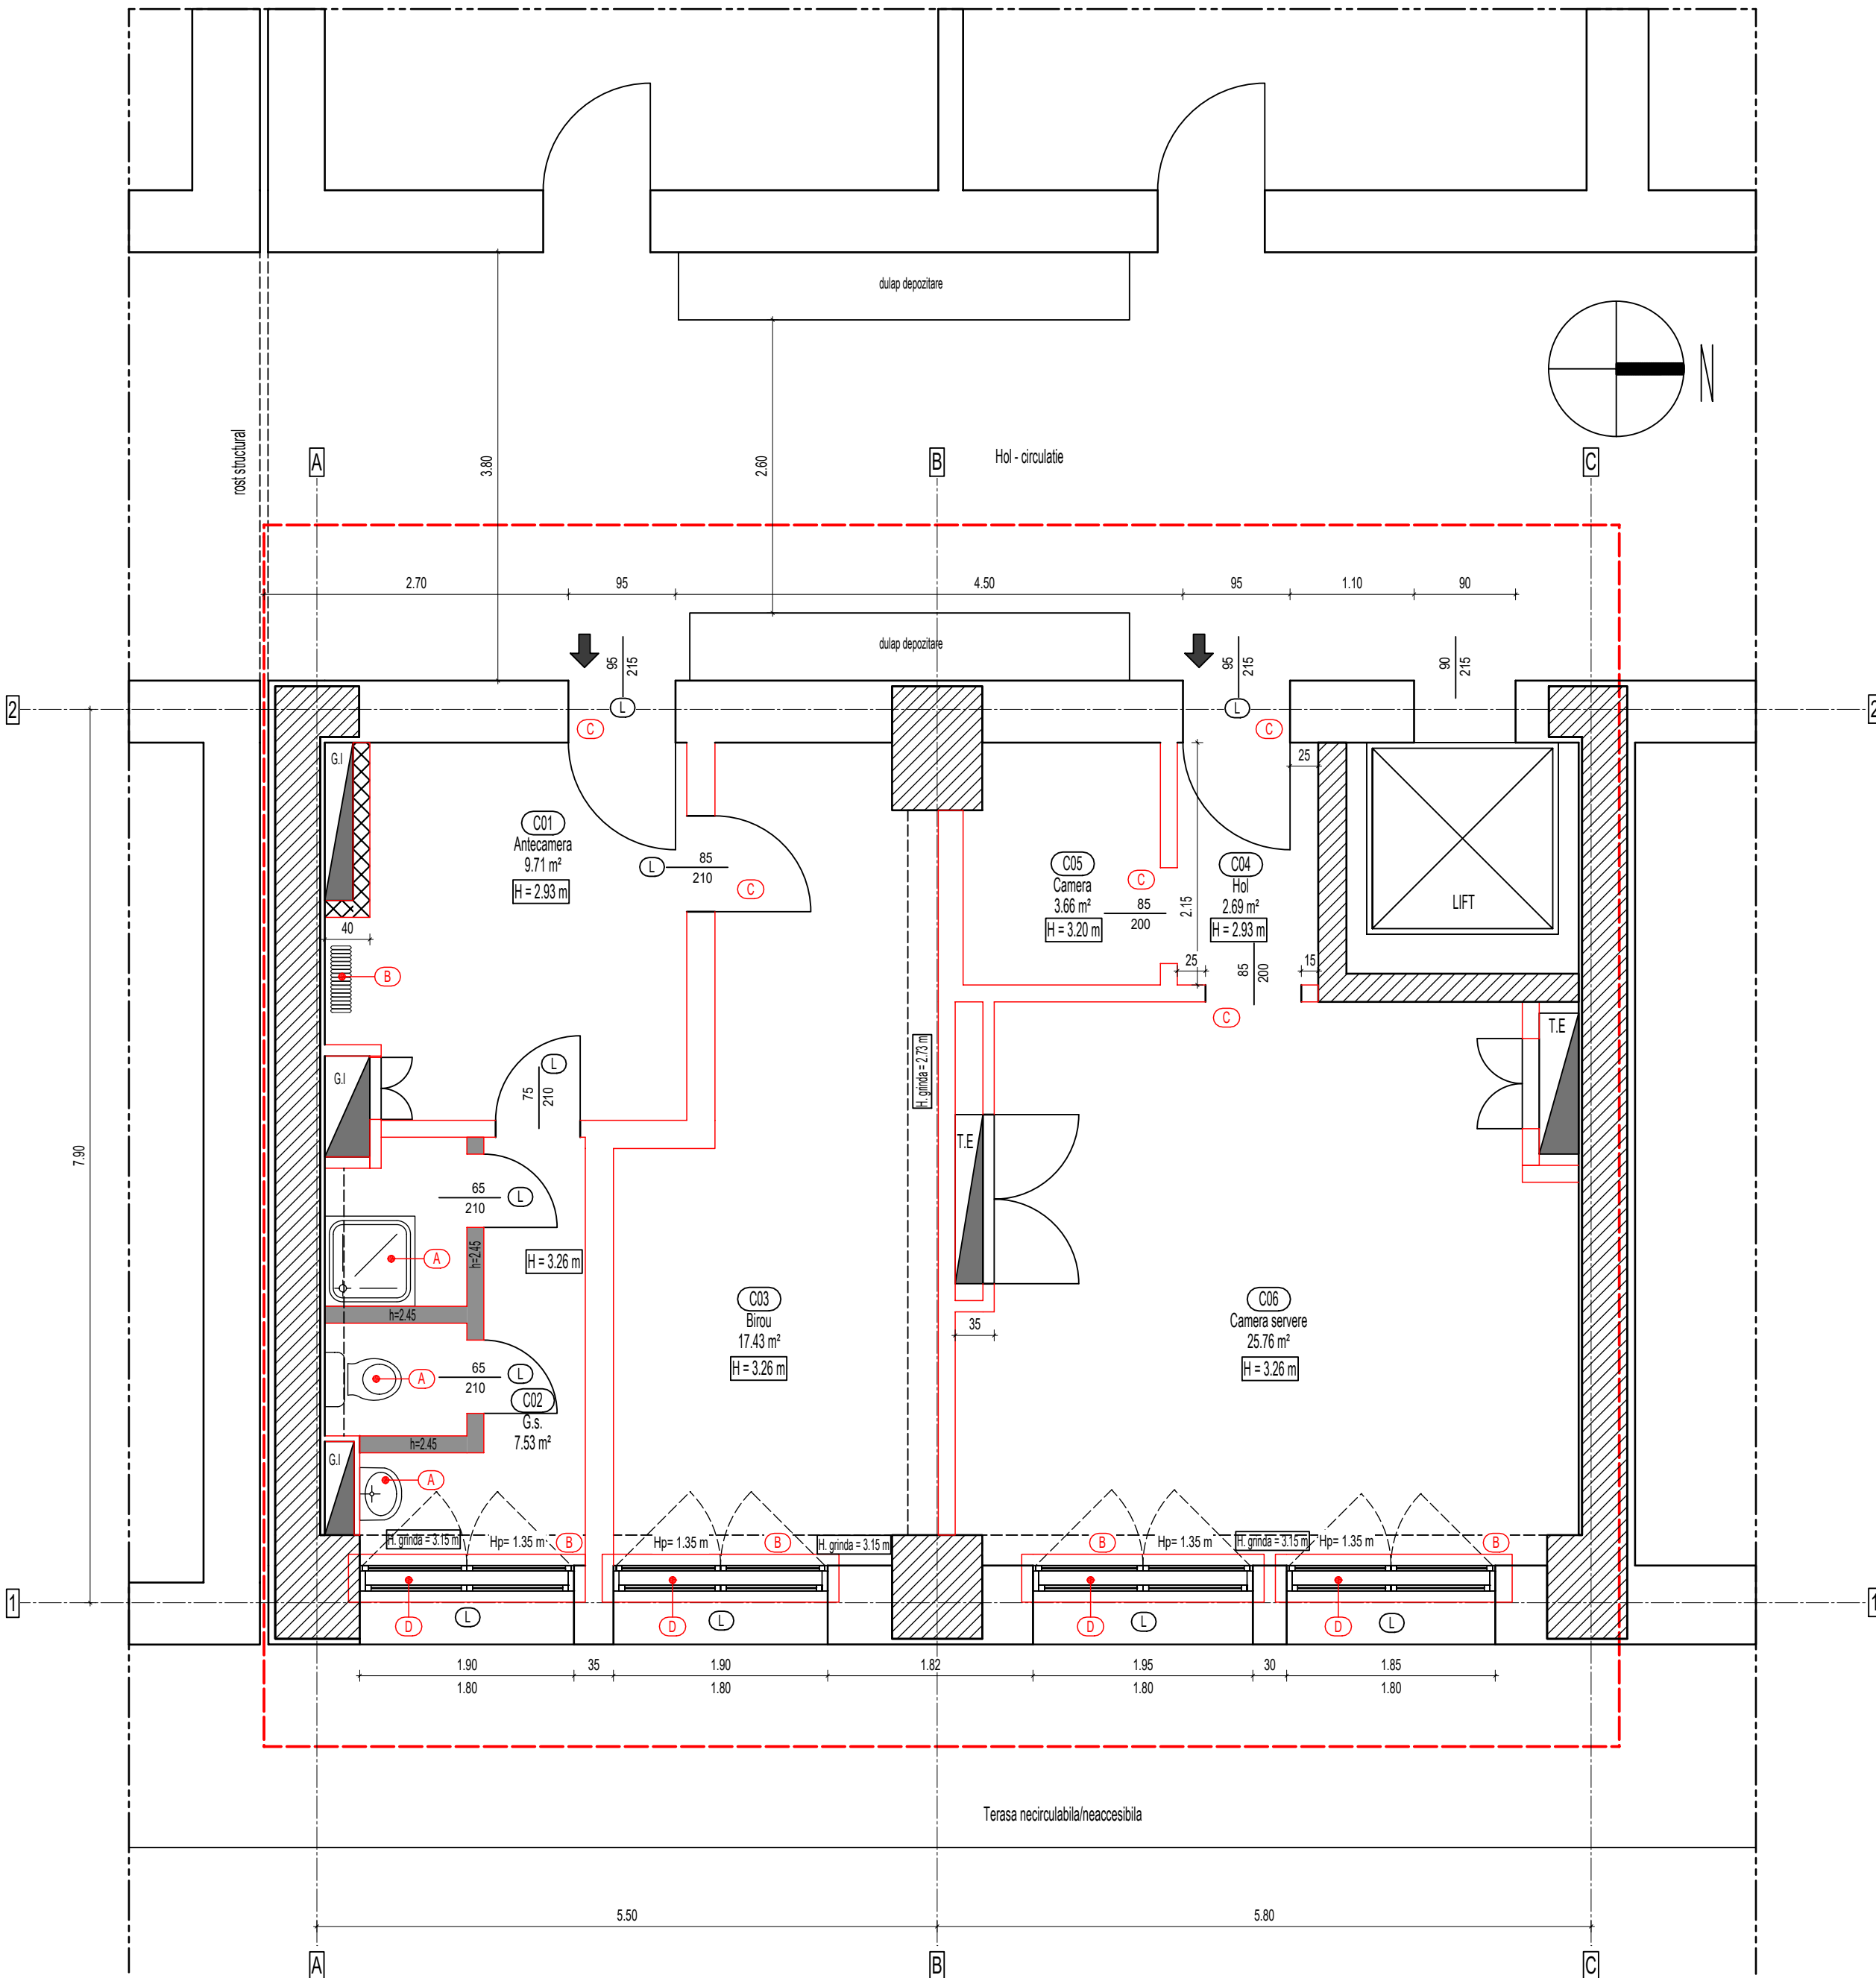 dulap depozitare
rost structural
A
3.80
2.60
B
Hol - circulatie
C
N
2.70
95
4.50
95
1.10
90
dulap depozitare
95
215
95
215
90
215
2
L
L
2
C
C
G.I
25
C01
Antecamera
9.71 m²
H = 2.93 m
L
85
210
C
C05
Camera
3.66 m²
H = 3.20 m
C
85
200
2.15
C04
Hol
2.69 m²
H = 2.93 m
LIFT
40
B
25
85
200
15
C
T.E
G.I
L
75
210
H. grinda = 2.73 m
T.E
7.90
65
210
L
A
h=2.45
H = 3.26 m
h=2.45
C03
Birou
17.43 m²
H = 3.26 m
35
C06
Camera servere
25.76 m²
H = 3.26 m
A
65
210
L
C02
G.s.
7.53 m²
h=2.45
G.I
A
H. grinda = 3.15 m
Hp= 1.35 m
B
Hp= 1.35 m
B
H. grinda = 3.15 m
B
Hp= 1.35 m
H. grinda = 3.15 m
Hp= 1.35 m
B
1
D
L
D
L
D
L
D
L
1
1.90
35
1.90
1.82
1.95
30
1.85
1.80
1.80
1.80
1.80
Terasa necirculabila/neaccesibila
5.50
5.80
A
B
C